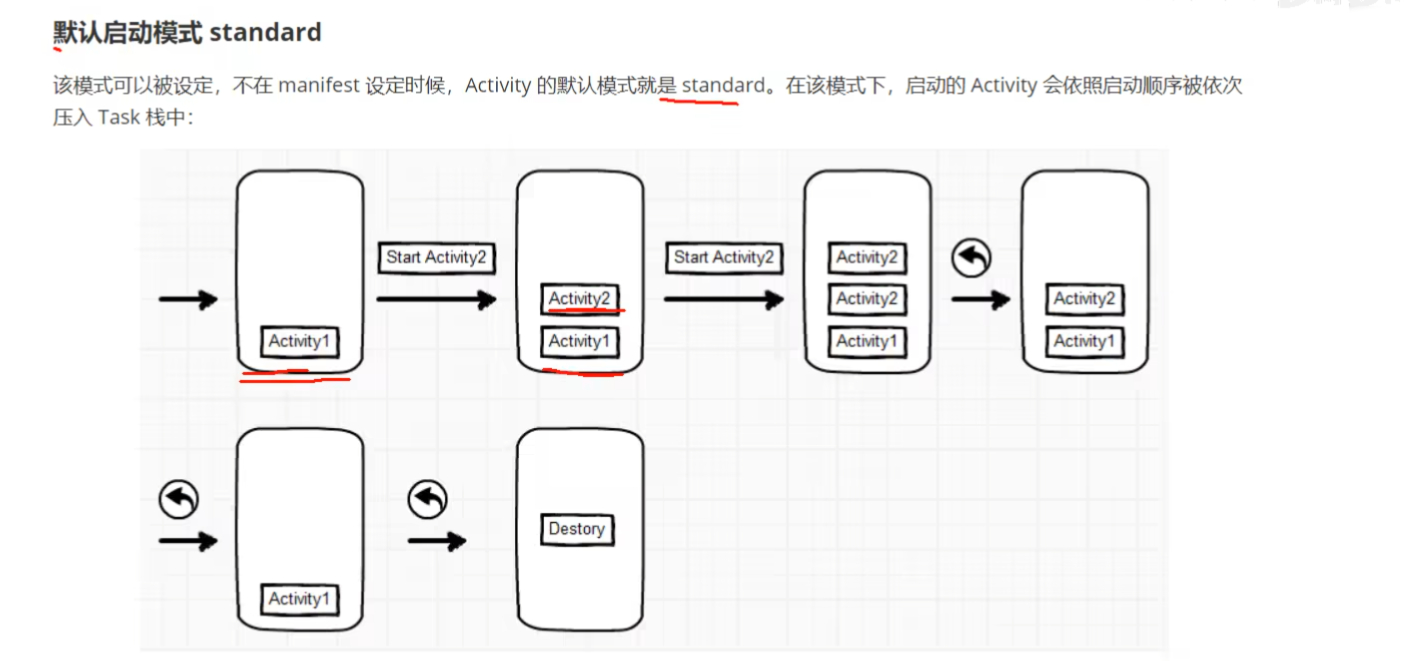 默认启动模式 standard
该模式可以被设定，不在 manifest 设定时候，Activity 的默认模式就是 standard。在该模式下，启动的 Activity 会依照启动顺序被依次
压入 Task 栈中：
Start Activity2
Start Activity2
Activity2
Activity2
Activity2
Activity2
Activity1
Activity1
Activity1
Activity1
Destory
Activity1